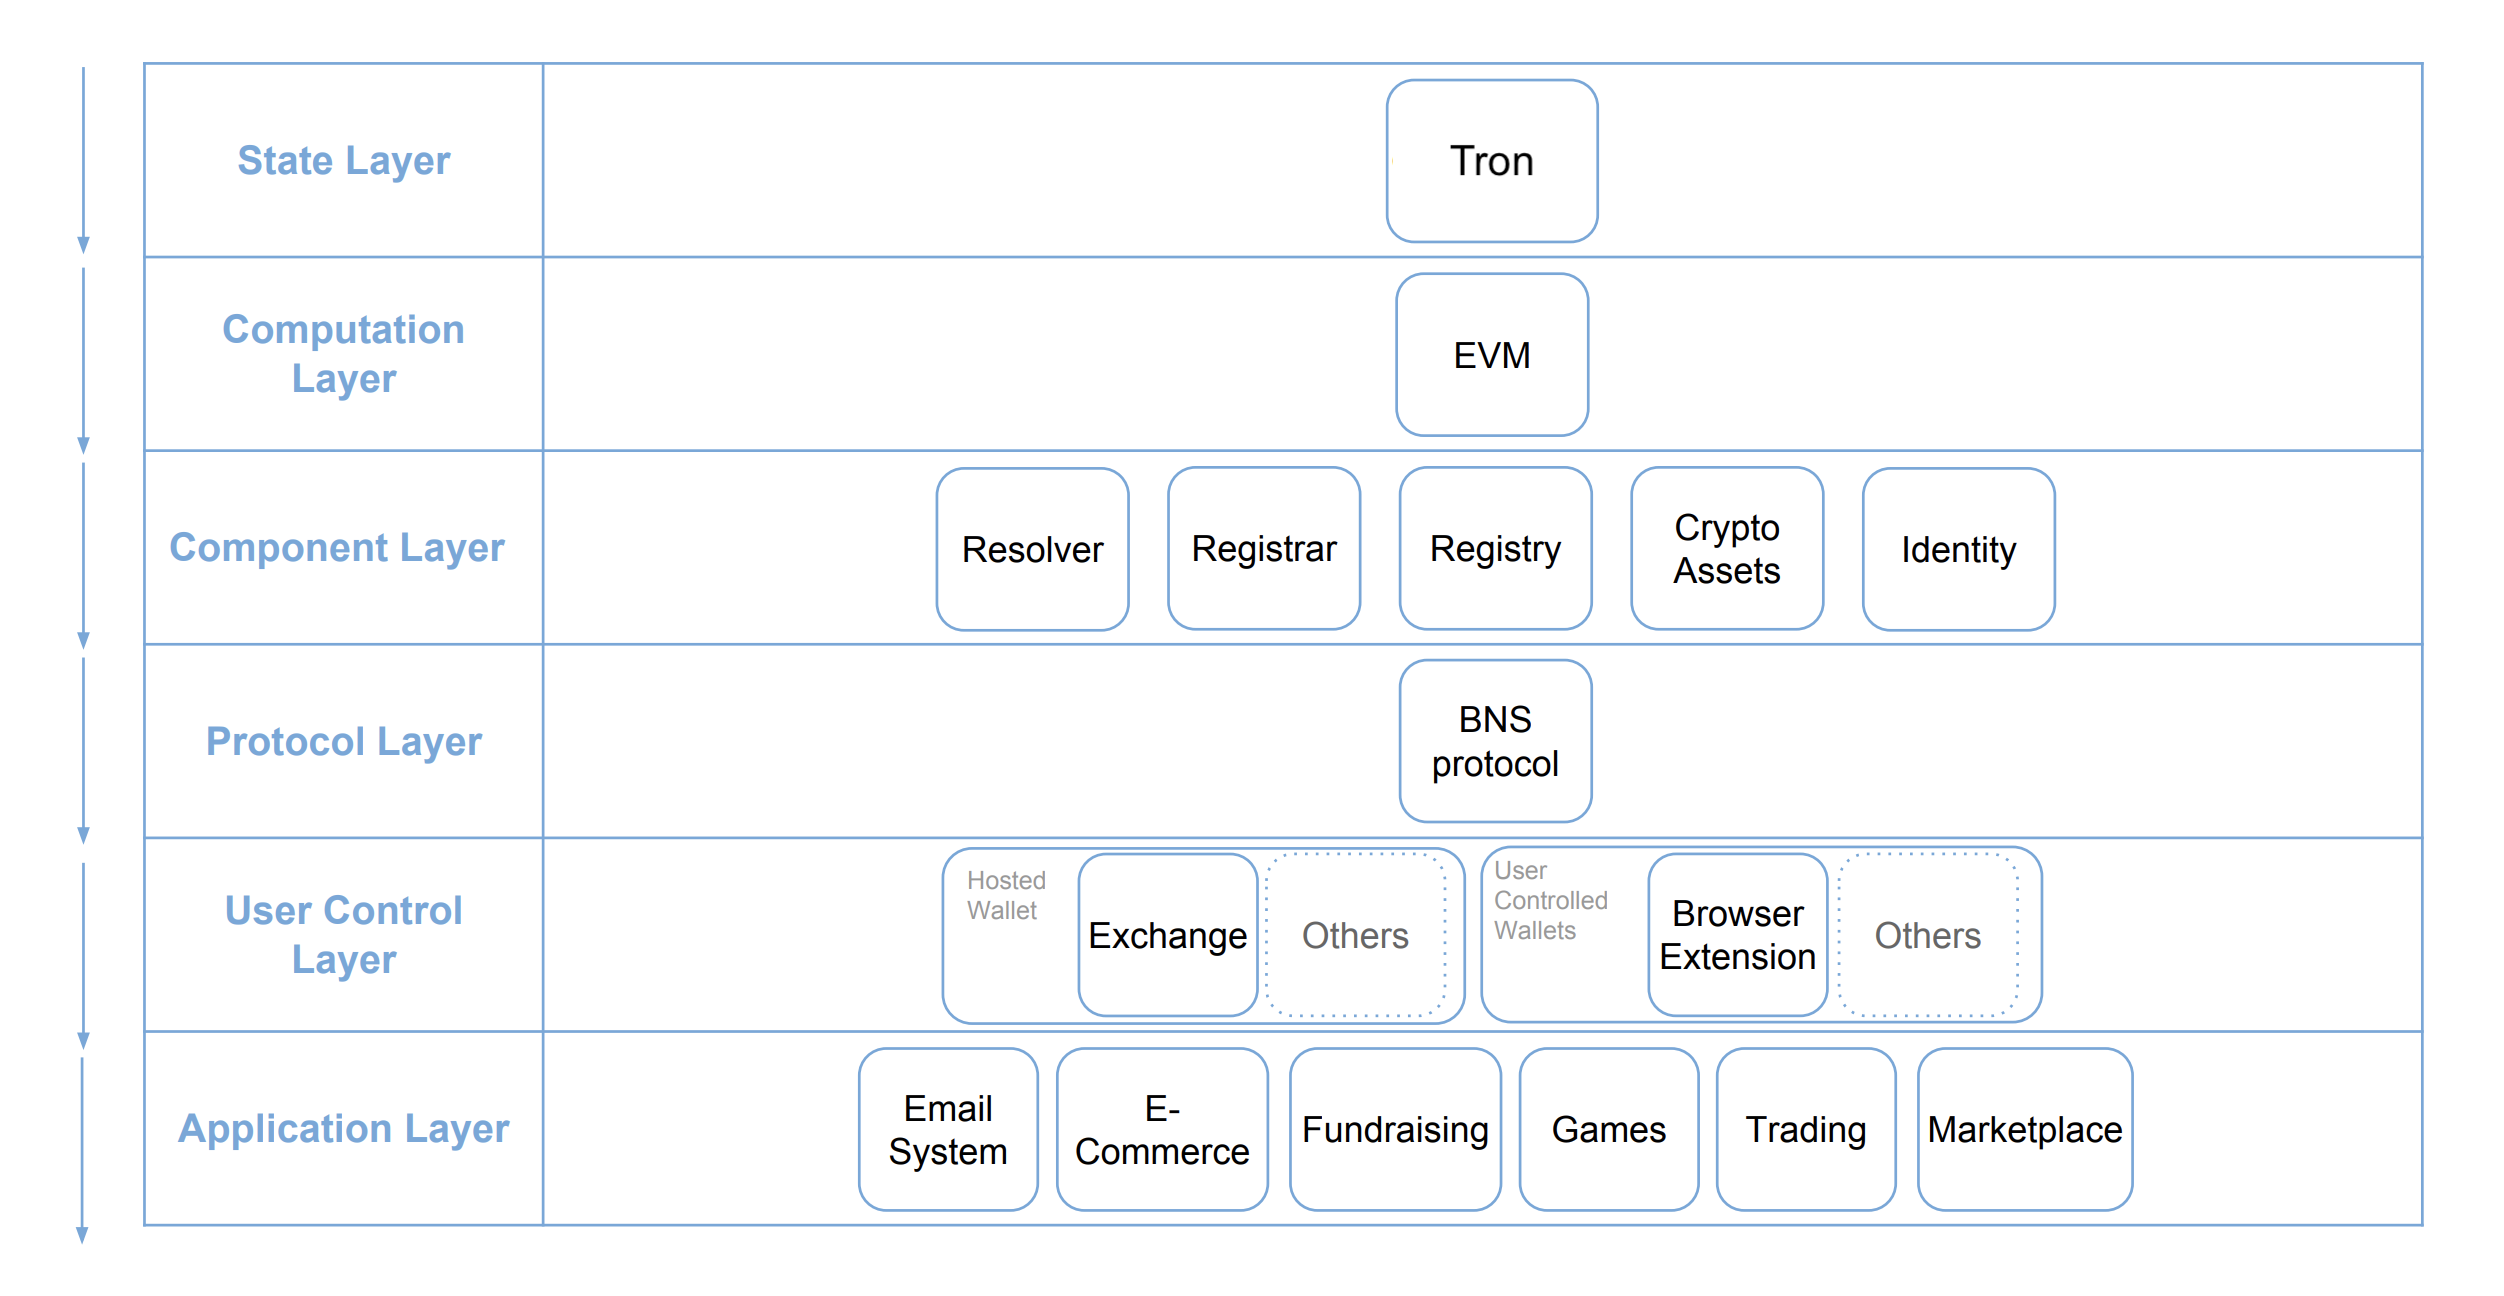 State Layer
Tron
Computation
Layer
EVM
Component Layer
Resolver
Registrar
Registry
Crypto
Assets
Identity
Protocol Layer
BNS
protocol
User Control
Layer
Hosted
Wallet
Exchange
Others
User
Controlled
Wallets
Browser
Extension
Others
Application Layer
Email
System
E-
Commerce
Fundraising
Games
Trading
Marketplace